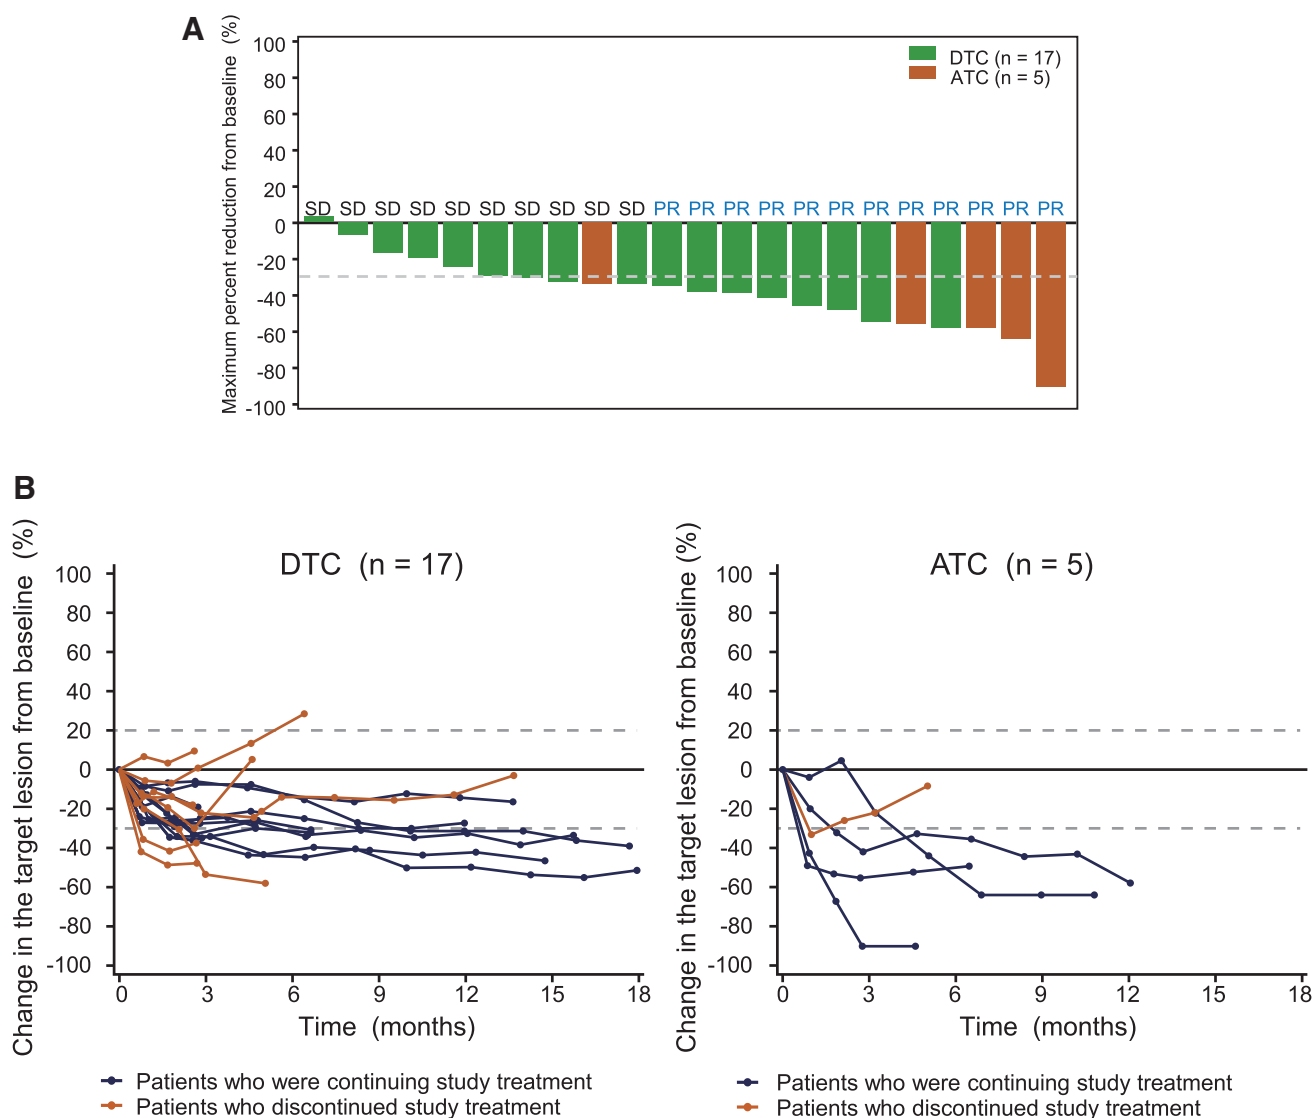 A
Maximum percent reduction from baseline (%)
100
80
60
40
20
0
-20
-40
-60
-80
-100
DTC (n = 17)
ATC (n = 5)
SD SD SD SD SD SD SD SD SD SD PR PR PR PR PR PR PR PR PR PR PR PR
B
Change in the target lesion from baseline (%)
DTC (n = 17)
100
80
60
40
20
0
-20
-40
-60
-80
-100
0 3 6 9 12 15 18
Time (months)
Patients who were continuing study treatment
Patients who discontinued study treatment
Change in the target lesion from baseline (%)
ATC (n = 5)
100
80
60
40
20
0
-20
-40
-60
-80
-100
0 3 6 9 12 15 18
Time (months)
Patients who were continuing study treatment
Patients who discontinued study treatment